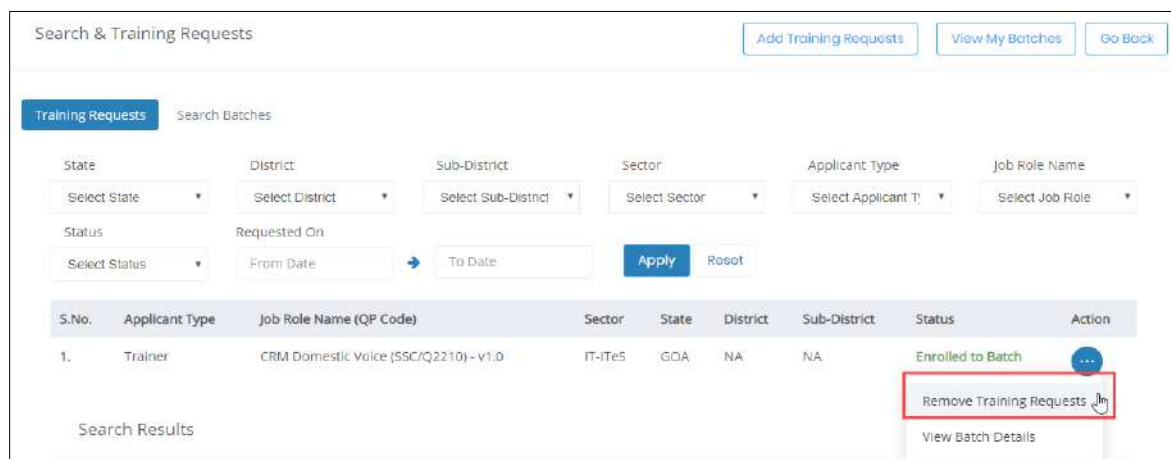 Search & Training Requests
Add Training Requests View My Batches Go Back
Training Requests Search Batches
State District Sub-District Sector Applicant Type Job Role Name
Select State Select District Select Sub-District Select Sector Select Applicant Ty Select Job Role
Status Requested On
Select Status From Date To Date Apply Reset
S.No. Applicant Type Job Role Name (QP Code) Sector State District Sub-District Status Action
1. Trainer CRM Domestic Voice (SSC/Q2210) - v1.0 IT-ITeS GOA NA NA Enrolled to Batch ...
Remove Training Requests
Search Results
View Batch Details